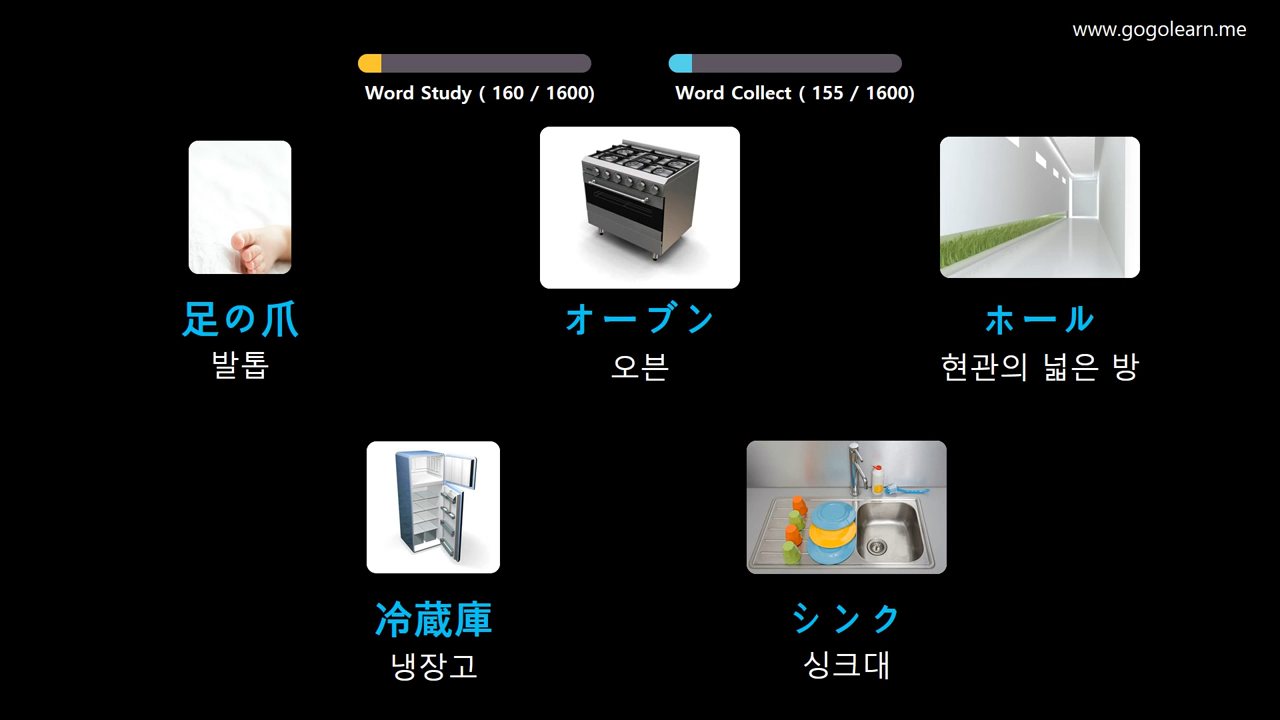 www.gogolearn.me
Word Study ( 160 / 1600)
Word Collect ( 155 / 1600)
足の爪
발톱
オーブン
오븐
ホール
현관의 넓은 방
冷蔵庫
냉장고
シンク
싱크대